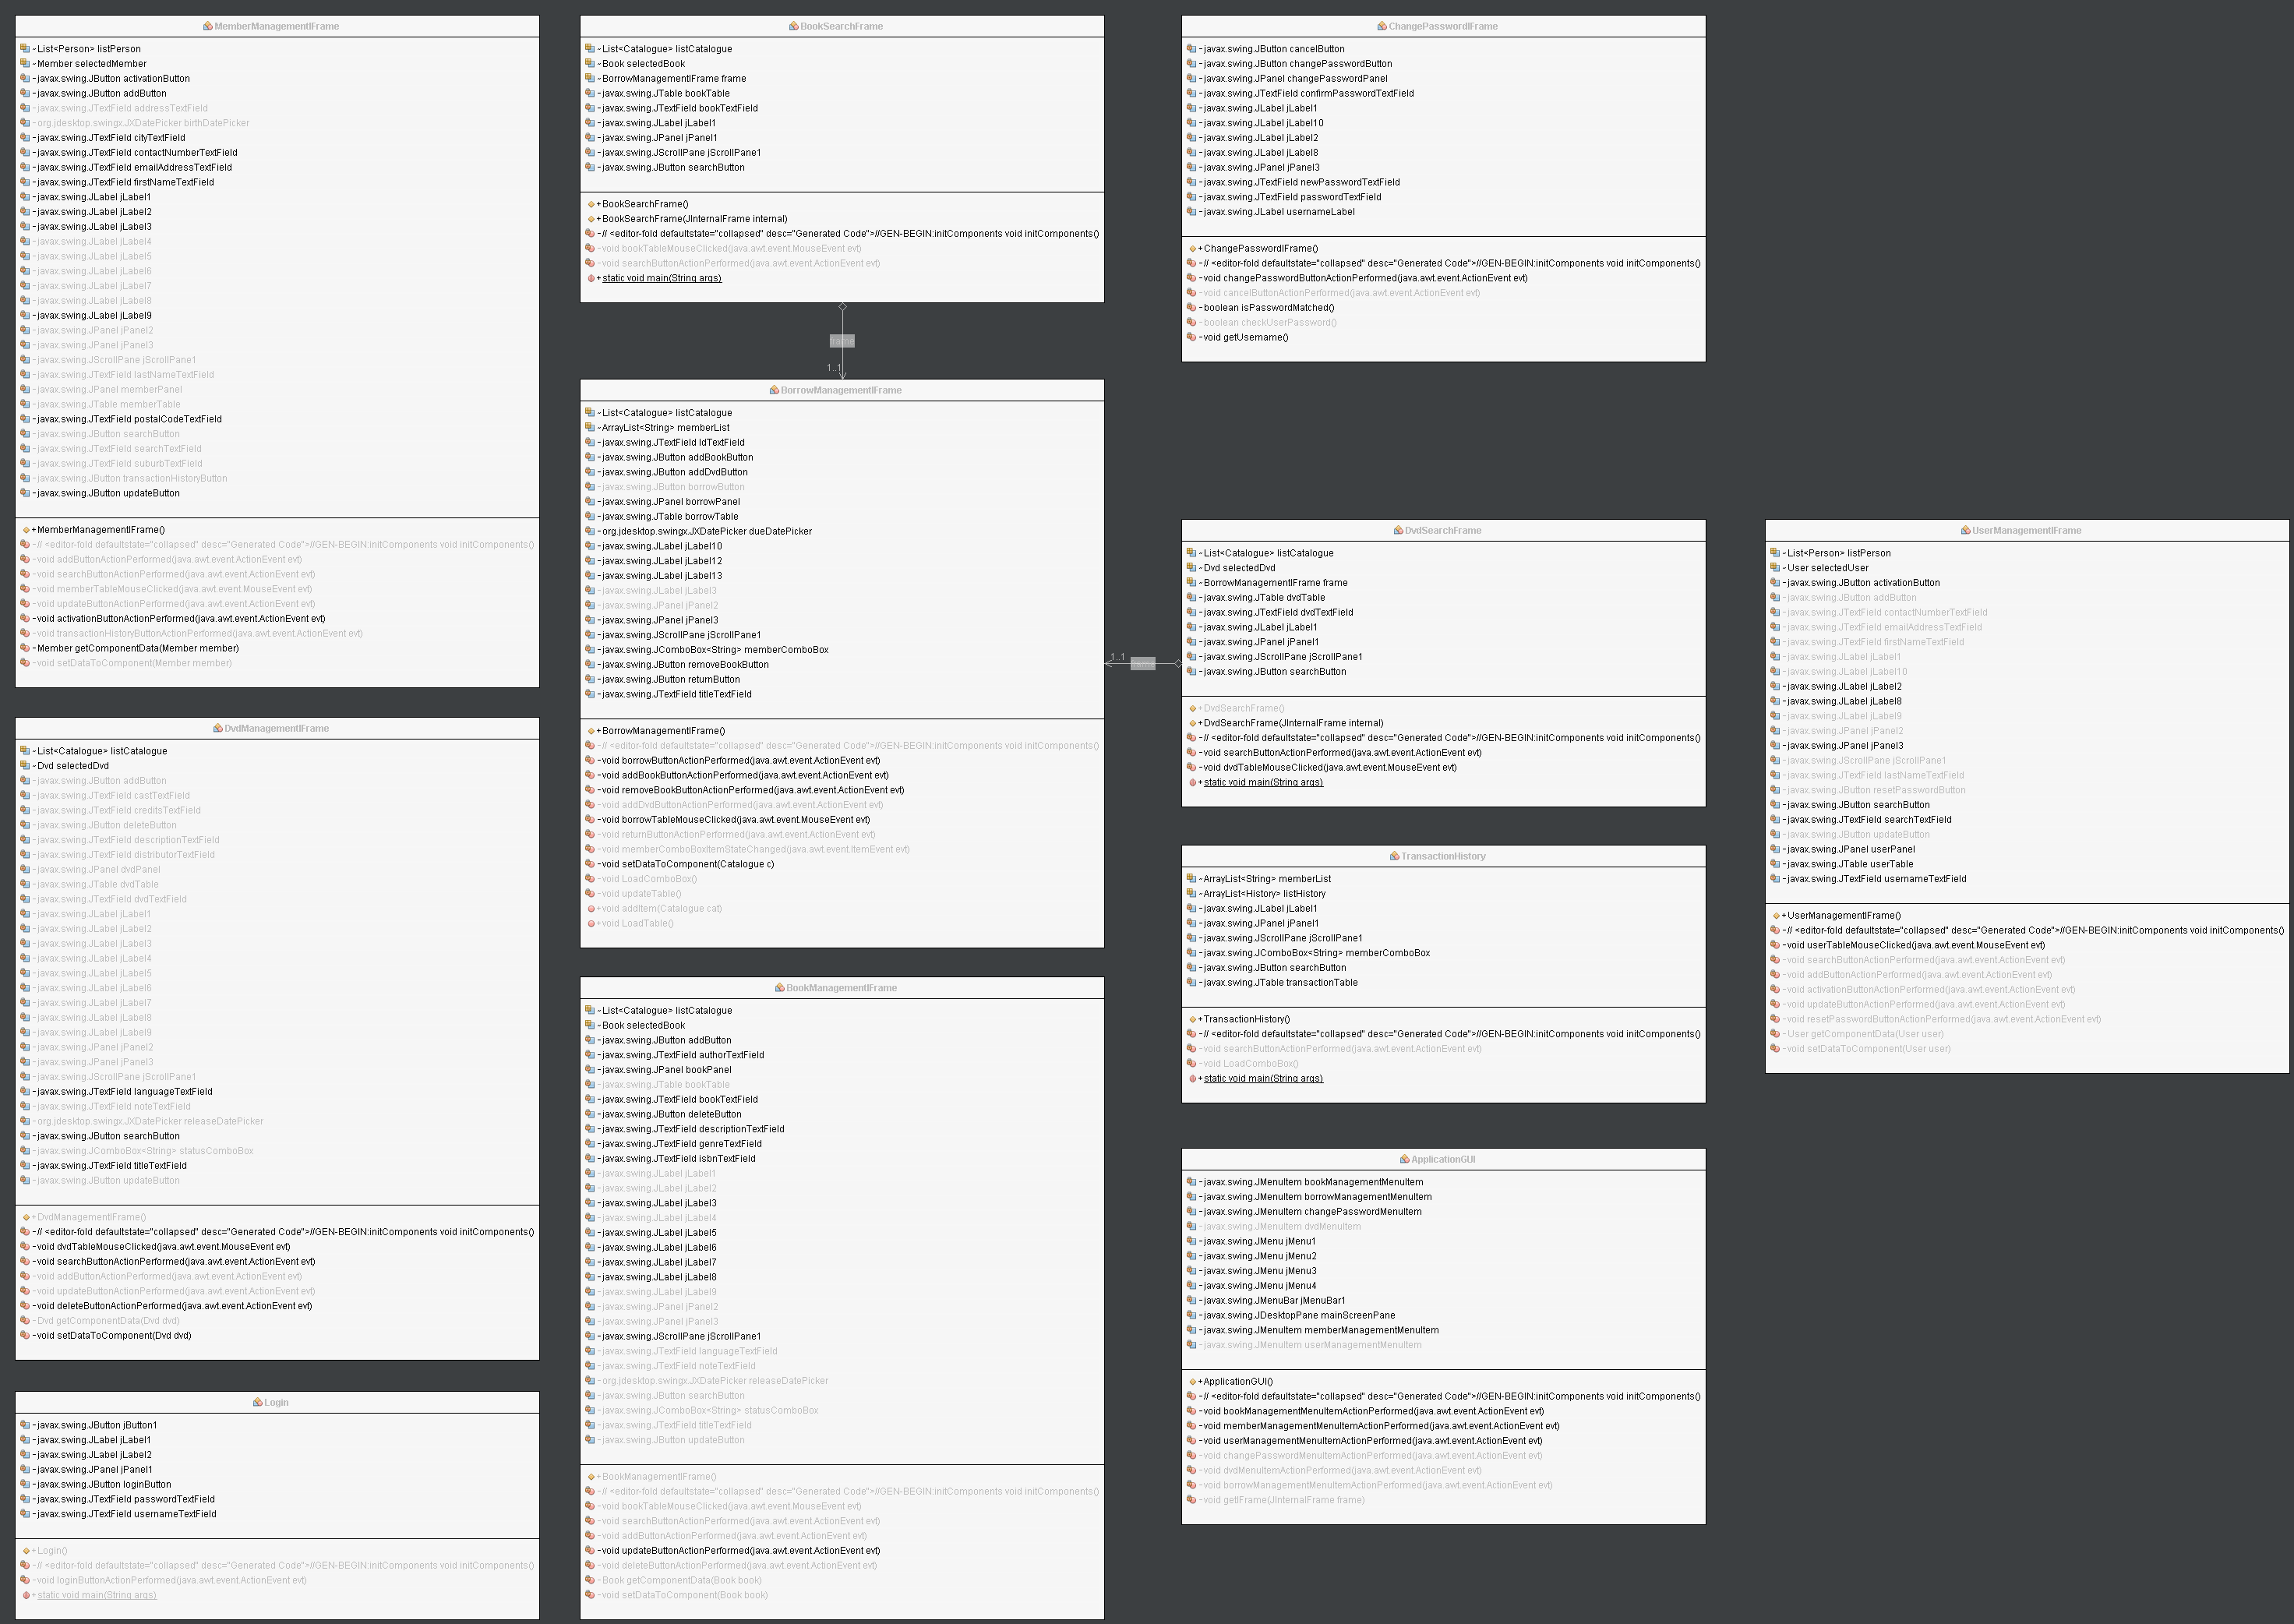 MemberManagementIFrame
~List<Person> listPerson
~Member selectedMember
-javax.swing.JButton activationButton
-javax.swing.JButton addButton
-javax.swing.JTextField addressTextField
-org.jdesktop.swingx.JXDatePicker birthDatePicker
-javax.swing.JTextField cityTextField
-javax.swing.JTextField contactNumberTextField
-javax.swing.JTextField emailAddressTextField
-javax.swing.JTextField firstNameTextField
-javax.swing.JLabel jLabel1
-javax.swing.JLabel jLabel2
-javax.swing.JLabel jLabel3
-javax.swing.JLabel jLabel4
-javax.swing.JLabel jLabel5
-javax.swing.JLabel jLabel6
-javax.swing.JLabel jLabel7
-javax.swing.JLabel jLabel8
-javax.swing.JLabel jLabel9
-javax.swing.JPanel jPanel2
-javax.swing.JPanel jPanel3
-javax.swing.JScrollPane jScrollPane1
-javax.swing.JTextField lastNameTextField
-javax.swing.JPanel memberPanel
-javax.swing.JTable memberTable
-javax.swing.JTextField postalCodeTextField
-javax.swing.JButton searchButton
-javax.swing.JTextField searchTextField
-javax.swing.JTextField suburbTextField
-javax.swing.JButton transactionHistoryButton
-javax.swing.JButton updateButton
+MemberManagementIFrame()
-// <editor-fold defaultstate="collapsed" desc="Generated Code">//GEN-BEGIN:initComponents void initComponents()
-void addButtonActionPerformed(java.awt.event.ActionEvent evt)
-void searchButtonActionPerformed(java.awt.event.ActionEvent evt)
-void memberTableMouseClicked(java.awt.event.MouseEvent evt)
-void updateButtonActionPerformed(java.awt.event.ActionEvent evt)
-void activationButtonActionPerformed(java.awt.event.ActionEvent evt)
-void transactionHistoryButtonActionPerformed(java.awt.event.ActionEvent evt)
-Member getComponentData(Member member)
-void setDataToComponent(Member member)
DvdManagementIFrame
~List<Catalogue> listCatalogue
~Dvd selectedDvd
-javax.swing.JButton addButton
-javax.swing.JTextField castTextField
-javax.swing.JTextField creditsTextField
-javax.swing.JButton deleteButton
-javax.swing.JTextField descriptionTextField
-javax.swing.JTextField distributorTextField
-javax.swing.JPanel dvdPanel
-javax.swing.JTable dvdTable
-javax.swing.JTextField dvdTextField
-javax.swing.JLabel jLabel1
-javax.swing.JLabel jLabel2
-javax.swing.JLabel jLabel3
-javax.swing.JLabel jLabel4
-javax.swing.JLabel jLabel5
-javax.swing.JLabel jLabel6
-javax.swing.JLabel jLabel7
-javax.swing.JLabel jLabel8
-javax.swing.JLabel jLabel9
-javax.swing.JPanel jPanel2
-javax.swing.JPanel jPanel3
-javax.swing.JScrollPane jScrollPane1
-javax.swing.JTextField languageTextField
-javax.swing.JTextField noteTextField
-org.jdesktop.swingx.JXDatePicker releaseDatePicker
-javax.swing.JButton searchButton
-javax.swing.JComboBox<String> statusComboBox
-javax.swing.JTextField titleTextField
-javax.swing.JButton updateButton
+DvdManagementIFrame()
-// <editor-fold defaultstate="collapsed" desc="Generated Code">//GEN-BEGIN:initComponents void initComponents()
-void dvdTableMouseClicked(java.awt.event.MouseEvent evt)
-void searchButtonActionPerformed(java.awt.event.ActionEvent evt)
-void addButtonActionPerformed(java.awt.event.ActionEvent evt)
-void updateButtonActionPerformed(java.awt.event.ActionEvent evt)
-void deleteButtonActionPerformed(java.awt.event.ActionEvent evt)
-Dvd getComponentData(Dvd dvd)
-void setDataToComponent(Dvd dvd)
Login
-javax.swing.JButton jButton1
-javax.swing.JLabel jLabel1
-javax.swing.JLabel jLabel2
-javax.swing.JPanel jPanel1
-javax.swing.JButton loginButton
-javax.swing.JTextField passwordTextField
-javax.swing.JTextField usernameTextField
+Login()
-// <editor-fold defaultstate="collapsed" desc="Generated Code">//GEN-BEGIN:initComponents void initComponents()
-void loginButtonActionPerformed(java.awt.event.ActionEvent evt)
+static void main(String args)
BookSearchFrame
~List<Catalogue> listCatalogue
~Book selectedBook
~BorrowManagementIFrame frame
-javax.swing.JTable bookTable
-javax.swing.JTextField bookTextField
-javax.swing.JLabel jLabel1
-javax.swing.JPanel jPanel1
-javax.swing.JScrollPane jScrollPane1
-javax.swing.JButton searchButton
+BookSearchFrame()
+BookSearchFrame(JInternalFrame internal)
-// <editor-fold defaultstate="collapsed" desc="Generated Code">//GEN-BEGIN:initComponents void initComponents()
-void bookTableMouseClicked(java.awt.event.MouseEvent evt)
-void searchButtonActionPerformed(java.awt.event.ActionEvent evt)
+static void main(String args)
frame
1..1
BorrowManagementIFrame
~List<Catalogue> listCatalogue
~ArrayList<String> memberList
-javax.swing.JTextField IdTextField
-javax.swing.JButton addBookButton
-javax.swing.JButton addDvdButton
-javax.swing.JButton borrowButton
-javax.swing.JPanel borrowPanel
-javax.swing.JTable borrowTable
-org.jdesktop.swingx.JXDatePicker dueDatePicker
-javax.swing.JLabel jLabel10
-javax.swing.JLabel jLabel12
-javax.swing.JLabel jLabel13
-javax.swing.JLabel jLabel3
-javax.swing.JPanel jPanel2
-javax.swing.JPanel jPanel3
-javax.swing.JScrollPane jScrollPane1
-javax.swing.JComboBox<String> memberComboBox
-javax.swing.JButton removeBookButton
-javax.swing.JButton returnButton
-javax.swing.JTextField titleTextField
+BorrowManagementIFrame()
-// <editor-fold defaultstate="collapsed" desc="Generated Code">//GEN-BEGIN:initComponents void initComponents()
-void borrowButtonActionPerformed(java.awt.event.ActionEvent evt)
-void addBookButtonActionPerformed(java.awt.event.ActionEvent evt)
-void removeBookButtonActionPerformed(java.awt.event.ActionEvent evt)
-void addDvdButtonActionPerformed(java.awt.event.ActionEvent evt)
-void borrowTableMouseClicked(java.awt.event.MouseEvent evt)
-void returnButtonActionPerformed(java.awt.event.ActionEvent evt)
-void memberComboBoxItemStateChanged(java.awt.event.ItemEvent evt)
-void setDataToComponent(Catalogue c)
-void LoadComboBox()
-void updateTable()
+void addItem(Catalogue cat)
+void LoadTable()
BookManagementIFrame
~List<Catalogue> listCatalogue
~Book selectedBook
-javax.swing.JButton addButton
-javax.swing.JTextField authorTextField
-javax.swing.JPanel bookPanel
-javax.swing.JTable bookTable
-javax.swing.JTextField bookTextField
-javax.swing.JButton deleteButton
-javax.swing.JTextField descriptionTextField
-javax.swing.JTextField genreTextField
-javax.swing.JTextField isbnTextField
-javax.swing.JLabel jLabel1
-javax.swing.JLabel jLabel2
-javax.swing.JLabel jLabel3
-javax.swing.JLabel jLabel4
-javax.swing.JLabel jLabel5
-javax.swing.JLabel jLabel6
-javax.swing.JLabel jLabel7
-javax.swing.JLabel jLabel8
-javax.swing.JLabel jLabel9
-javax.swing.JPanel jPanel2
-javax.swing.JPanel jPanel3
-javax.swing.JScrollPane jScrollPane1
-javax.swing.JTextField languageTextField
-javax.swing.JTextField noteTextField
-org.jdesktop.swingx.JXDatePicker releaseDatePicker
-javax.swing.JButton searchButton
-javax.swing.JComboBox<String> statusComboBox
-javax.swing.JTextField titleTextField
-javax.swing.JButton updateButton
+BookManagementIFrame()
-// <editor-fold defaultstate="collapsed" desc="Generated Code">//GEN-BEGIN:initComponents void initComponents()
-void bookTableMouseClicked(java.awt.event.MouseEvent evt)
-void searchButtonActionPerformed(java.awt.event.ActionEvent evt)
-void addButtonActionPerformed(java.awt.event.ActionEvent evt)
-void updateButtonActionPerformed(java.awt.event.ActionEvent evt)
-void deleteButtonActionPerformed(java.awt.event.ActionEvent evt)
-Book getComponentData(Book book)
-void setDataToComponent(Book book)
ChangePasswordIFrame
-javax.swing.JButton cancelButton
-javax.swing.JButton changePasswordButton
-javax.swing.JPanel changePasswordPanel
-javax.swing.JTextField confirmPasswordTextField
-javax.swing.JLabel jLabel1
-javax.swing.JLabel jLabel10
-javax.swing.JLabel jLabel2
-javax.swing.JLabel jLabel8
-javax.swing.JPanel jPanel3
-javax.swing.JTextField newPasswordTextField
-javax.swing.JTextField passwordTextField
-javax.swing.JLabel usernameLabel
+ChangePasswordIFrame()
-// <editor-fold defaultstate="collapsed" desc="Generated Code">//GEN-BEGIN:initComponents void initComponents()
-void changePasswordButtonActionPerformed(java.awt.event.ActionEvent evt)
-void cancelButtonActionPerformed(java.awt.event.ActionEvent evt)
-boolean isPasswordMatched()
-boolean checkUserPassword()
-void getUsername()
1..1
frame
DvdSearchFrame
~List<Catalogue> listCatalogue
~Dvd selectedDvd
~BorrowManagementIFrame frame
-javax.swing.JTable dvdTable
-javax.swing.JTextField dvdTextField
-javax.swing.JLabel jLabel1
-javax.swing.JPanel jPanel1
-javax.swing.JScrollPane jScrollPane1
-javax.swing.JButton searchButton
+DvdSearchFrame()
+DvdSearchFrame(JInternalFrame internal)
-// <editor-fold defaultstate="collapsed" desc="Generated Code">//GEN-BEGIN:initComponents void initComponents()
-void searchButtonActionPerformed(java.awt.event.ActionEvent evt)
-void dvdTableMouseClicked(java.awt.event.MouseEvent evt)
+static void main(String args)
TransactionHistory
~ArrayList<String> memberList
~ArrayList<History> listHistory
-javax.swing.JLabel jLabel1
-javax.swing.JPanel jPanel1
-javax.swing.JScrollPane jScrollPane1
-javax.swing.JComboBox<String> memberComboBox
-javax.swing.JButton searchButton
-javax.swing.JTable transactionTable
+TransactionHistory()
-// <editor-fold defaultstate="collapsed" desc="Generated Code">//GEN-BEGIN:initComponents void initComponents()
-void searchButtonActionPerformed(java.awt.event.ActionEvent evt)
-void LoadComboBox()
+static void main(String args)
ApplicationGUI
-javax.swing.JMenuItem bookManagementMenuItem
-javax.swing.JMenuItem borrowManagementMenuItem
-javax.swing.JMenuItem changePasswordMenuItem
-javax.swing.JMenuItem dvdMenuItem
-javax.swing.JMenu jMenu1
-javax.swing.JMenu jMenu2
-javax.swing.JMenu jMenu3
-javax.swing.JMenu jMenu4
-javax.swing.JMenuBar jMenuBar1
-javax.swing.JDesktopPane mainScreenPane
-javax.swing.JMenuItem memberManagementMenuItem
-javax.swing.JMenuItem userManagementMenuItem
+ApplicationGUI()
-// <editor-fold defaultstate="collapsed" desc="Generated Code">//GEN-BEGIN:initComponents void initComponents()
-void bookManagementMenuItemActionPerformed(java.awt.event.ActionEvent evt)
-void memberManagementMenuItemActionPerformed(java.awt.event.ActionEvent evt)
-void userManagementMenuItemActionPerformed(java.awt.event.ActionEvent evt)
-void changePasswordMenuItemActionPerformed(java.awt.event.ActionEvent evt)
-void dvdMenuItemActionPerformed(java.awt.event.ActionEvent evt)
-void borrowManagementMenuItemActionPerformed(java.awt.event.ActionEvent evt)
-void getIFrame(JInternalFrame frame)
UserManagementIFrame
~List<Person> listPerson
~User selectedUser
-javax.swing.JButton activationButton
-javax.swing.JButton addButton
-javax.swing.JTextField contactNumberTextField
-javax.swing.JTextField emailAddressTextField
-javax.swing.JTextField firstNameTextField
-javax.swing.JLabel jLabel1
-javax.swing.JLabel jLabel10
-javax.swing.JLabel jLabel2
-javax.swing.JLabel jLabel8
-javax.swing.JLabel jLabel9
-javax.swing.JPanel jPanel2
-javax.swing.JPanel jPanel3
-javax.swing.JScrollPane jScrollPane1
-javax.swing.JTextField lastNameTextField
-javax.swing.JButton resetPasswordButton
-javax.swing.JButton searchButton
-javax.swing.JTextField searchTextField
-javax.swing.JButton updateButton
-javax.swing.JPanel userPanel
-javax.swing.JTable userTable
-javax.swing.JTextField usernameTextField
+UserManagementIFrame()
-// <editor-fold defaultstate="collapsed" desc="Generated Code">//GEN-BEGIN:initComponents void initComponents()
-void userTableMouseClicked(java.awt.event.MouseEvent evt)
-void searchButtonActionPerformed(java.awt.event.ActionEvent evt)
-void addButtonActionPerformed(java.awt.event.ActionEvent evt)
-void activationButtonActionPerformed(java.awt.event.ActionEvent evt)
-void updateButtonActionPerformed(java.awt.event.ActionEvent evt)
-void resetPasswordButtonActionPerformed(java.awt.event.ActionEvent evt)
-User getComponentData(User user)
-void setDataToComponent(User user)